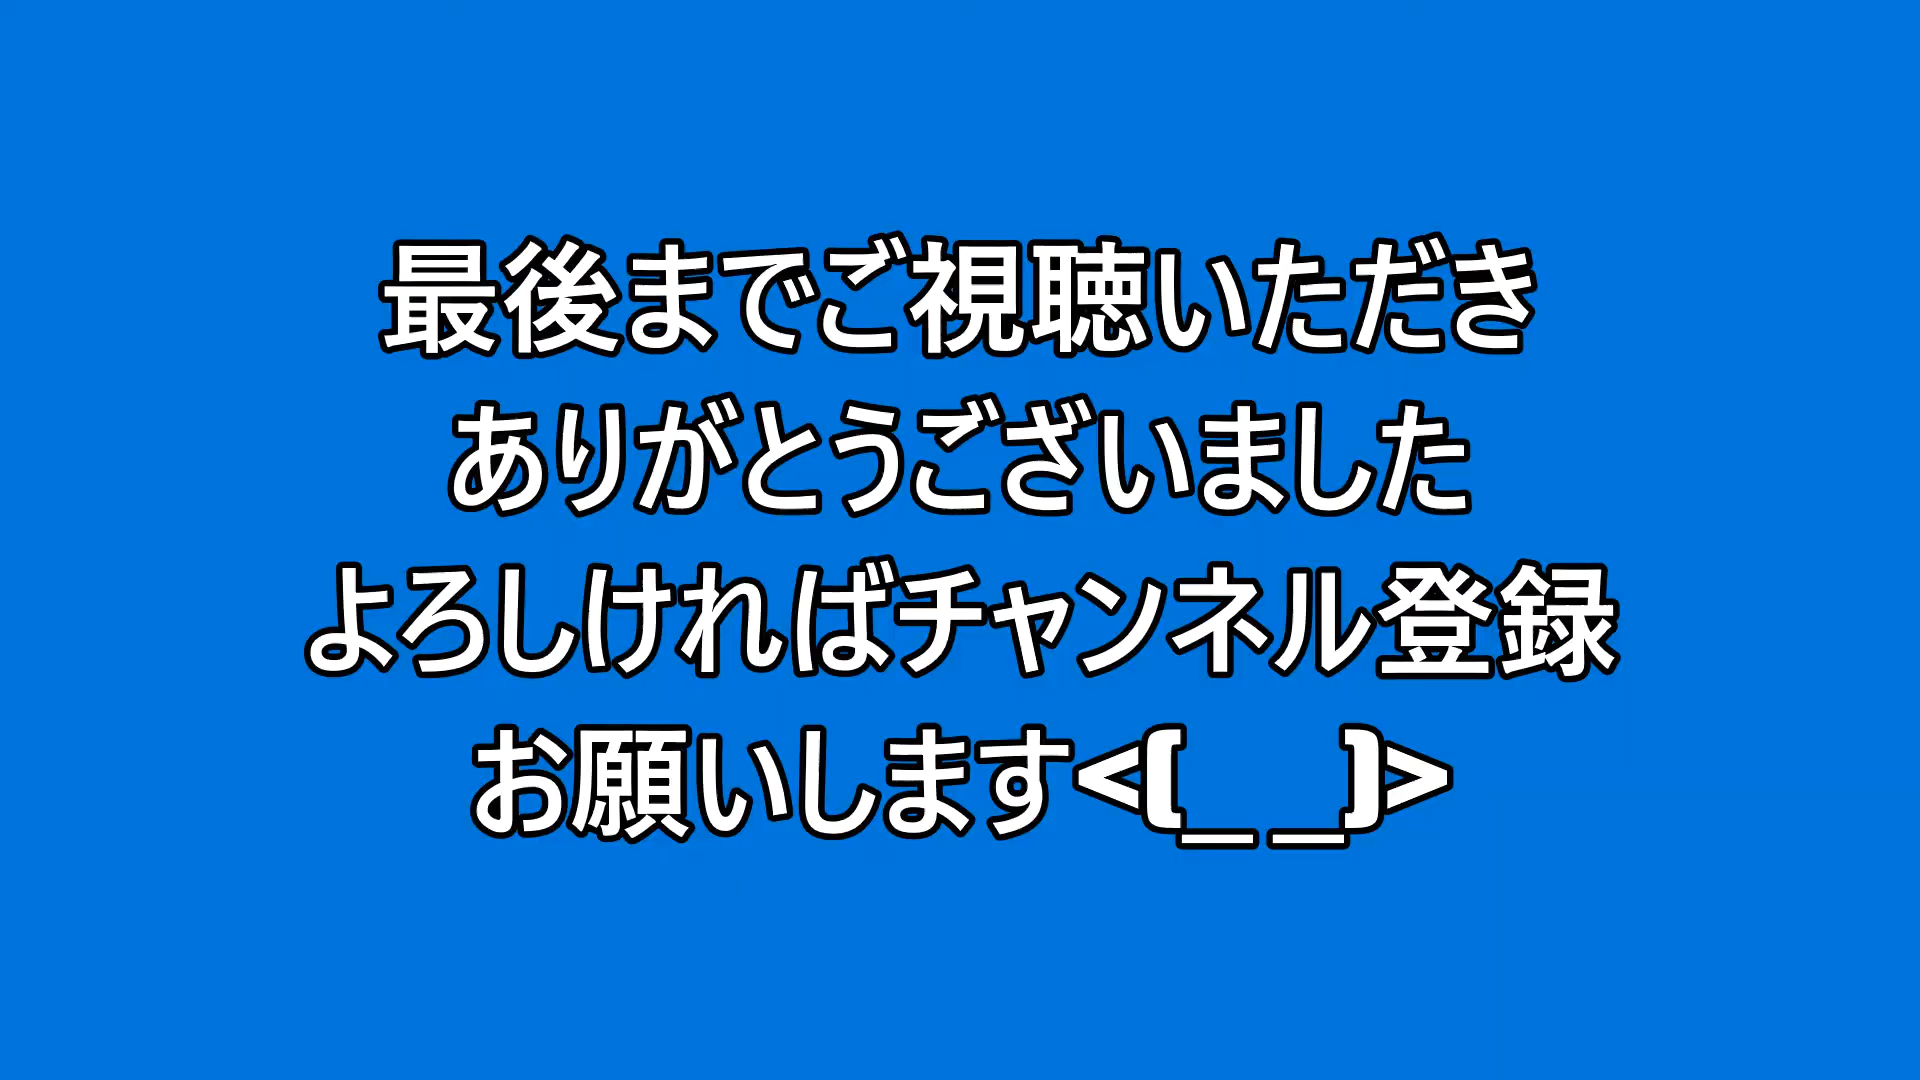 最後までご視聴いただき
ありがとうございました
よろしければチャンネル登録
お願いします<(_ _)>